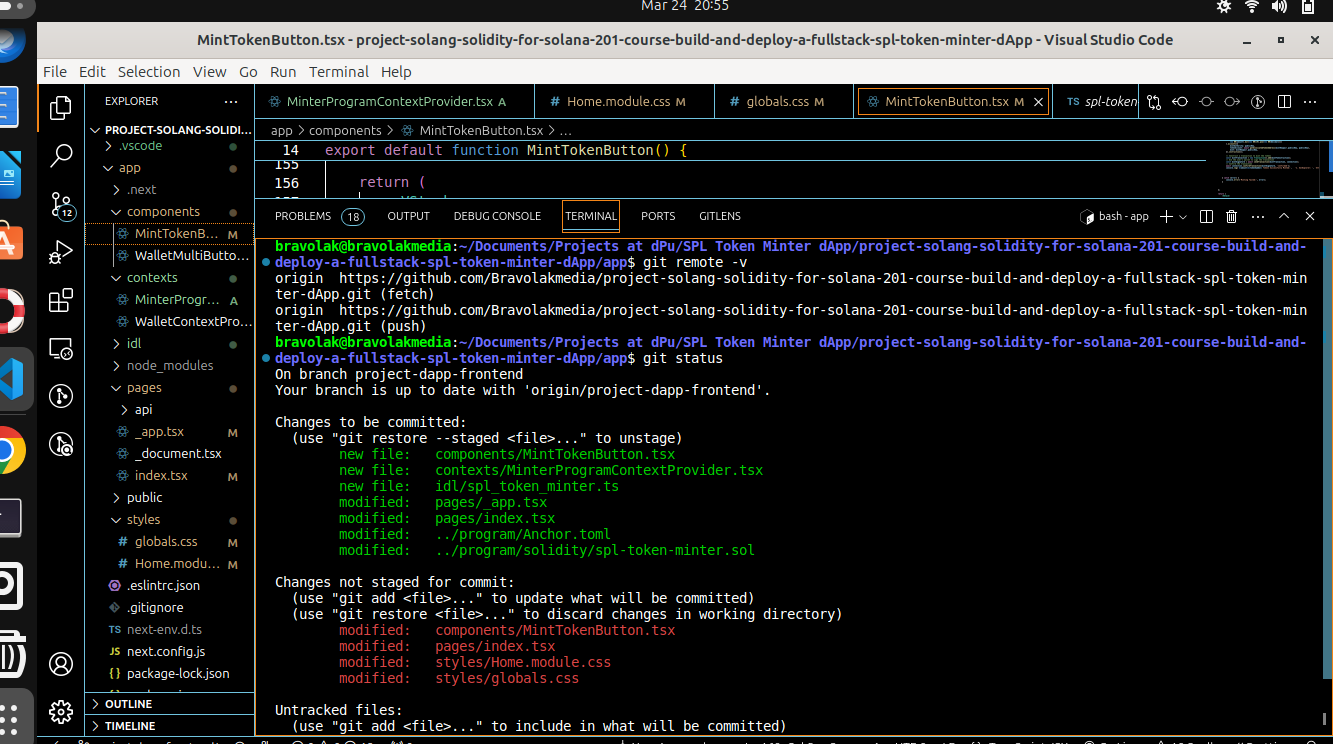 Mar 24 20:55
MintTokenButton.tsx - project-solang-solidity-for-solana-201-course-build-and-deploy-a-fullstack-spl-token-minter-dApp - Visual Studio Code
File Edit Selection View Go Run Terminal Help
EXPLORER
PROJECT-SOLANG-SOLIDI...
.vscode
app
.next
components
MintTokenB... M
WalletMultiButto...
contexts
MinterProgr... A
WalletContextPro...
idl
node_modules
pages
api
_app.tsx M
_document.tsx
index.tsx M
public
styles
# globals.css M
# Home.modu... M
.eslintrc.json
.gitignore
TS next-env.d.ts
JS next.config.js
{} package-lock.json
OUTLINE
TIMELINE
12
MinterProgramContextProvider.tsx A # Home.module.css M # globals.css M MintTokenButton.tsx M TS spl-token
app > components > MintTokenButton.tsx > ...
14 export default function MintTokenButton() {
155
156 return (
PROBLEMS 18 OUTPUT DEBUG CONSOLE TERMINAL PORTS GITLENS bash - app
bravolak@bravolakmedia:~/Documents/Projects at dPu/SPL Token Minter dApp/project-solang-solidity-for-solana-201-course-build-and-
deploy-a-fullstack-spl-token-minter-dApp/app$ git remote -v
origin https://github.com/Bravolakmedia/project-solang-solidity-for-solana-201-course-build-and-deploy-a-fullstack-spl-token-min
ter-dApp.git (fetch)
origin https://github.com/Bravolakmedia/project-solang-solidity-for-solana-201-course-build-and-deploy-a-fullstack-spl-token-min
ter-dApp.git (push)
bravolak@bravolakmedia:~/Documents/Projects at dPu/SPL Token Minter dApp/project-solang-solidity-for-solana-201-course-build-and-
deploy-a-fullstack-spl-token-minter-dApp/app$ git status
On branch project-dapp-frontend
Your branch is up to date with 'origin/project-dapp-frontend'.
Changes to be committed:
(use "git restore --staged <file>..." to unstage)
new file: components/MintTokenButton.tsx
new file: contexts/MinterProgramContextProvider.tsx
new file: idl/spl_token_minter.ts
modified: pages/_app.tsx
modified: pages/index.tsx
modified: ../program/Anchor.toml
modified: ../program/solidity/spl-token-minter.sol
Changes not staged for commit:
(use "git add <file>..." to update what will be committed)
(use "git restore <file>..." to discard changes in working directory)
modified: components/MintTokenButton.tsx
modified: pages/index.tsx
modified: styles/Home.module.css
modified: styles/globals.css
Untracked files:
(use "git add <file>..." to include in what will be committed)